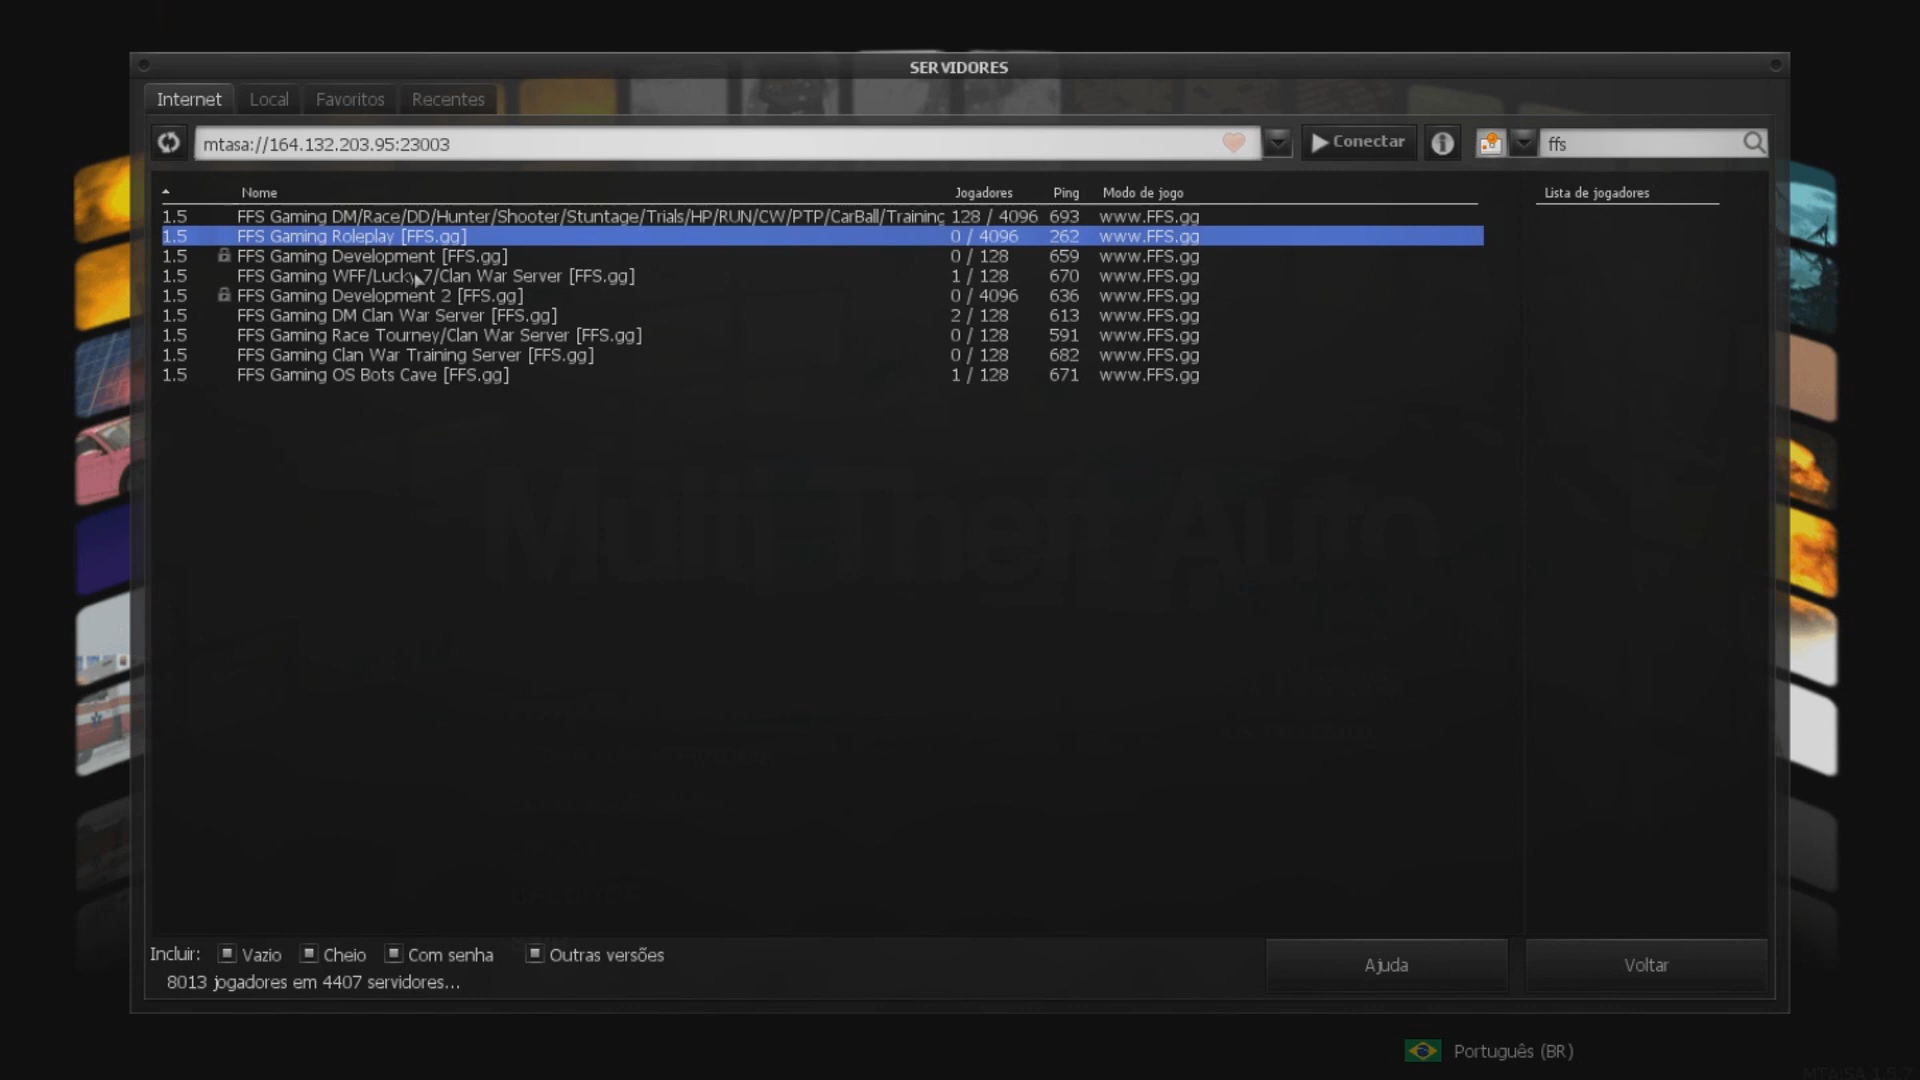 SERVIDORES
Internet Local Favoritos Recentes
mtasa://164.132.203.95:23003 Conectar ffs
Nome Jogadores Ping Modo de jogo Lista de jogadores
1.5 FFS Gaming DM/Race/DD/Hunter/Shooter/Stuntage/Trials/HP/RUN/CW/PTP/CarBall/Training 128 / 4096 693 www.FFS.gg
1.5 FFS Gaming Roleplay [FFS.gg] 0 / 4096 262 www.FFS.gg
1.5 FFS Gaming Development [FFS.gg] 0 / 128 659 www.FFS.gg
1.5 FFS Gaming WFF/Lucky 7/Clan War Server [FFS.gg] 1 / 128 670 www.FFS.gg
1.5 FFS Gaming Development 2 [FFS.gg] 0 / 4096 636 www.FFS.gg
1.5 FFS Gaming DM Clan War Server [FFS.gg] 2 / 128 613 www.FFS.gg
1.5 FFS Gaming Race Tourney/Clan War Server [FFS.gg] 0 / 128 591 www.FFS.gg
1.5 FFS Gaming Clan War Training Server [FFS.gg] 0 / 128 682 www.FFS.gg
1.5 FFS Gaming OS Bots Cave [FFS.gg] 1 / 128 671 www.FFS.gg
Multi Theft Auto
Incluir: Vazio Cheio Com senha Outras versões
8013 jogadores em 4407 servidores...
Ajuda Voltar
Português (BR)